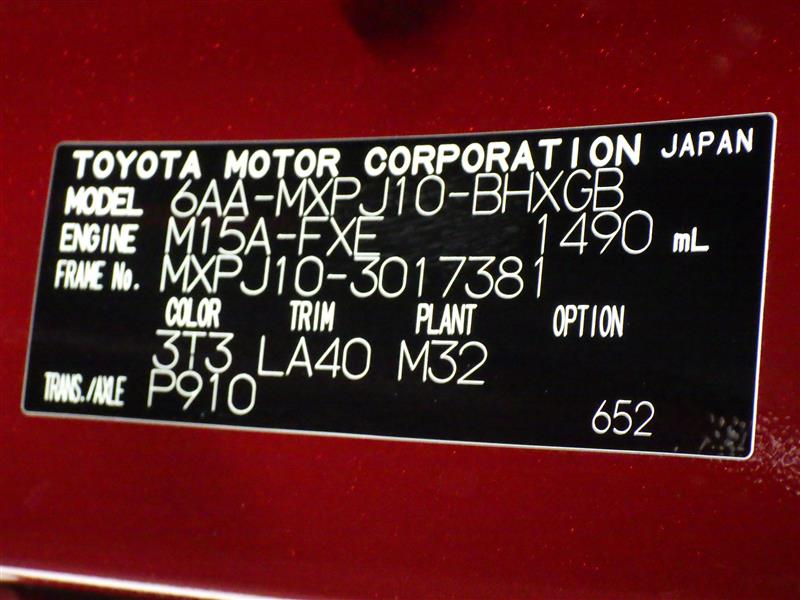 TOYOTA MOTOR CORPORATION JAPAN
MODEL 6AA-MXPJ10-BHXGB
ENGINE M15A-FXE 1490 mL
FRAME No. MXPJ10-3017381
COLOR TRIM PLANT OPTION
3T3 LA40 M32
TRANS./AXLE P910
652